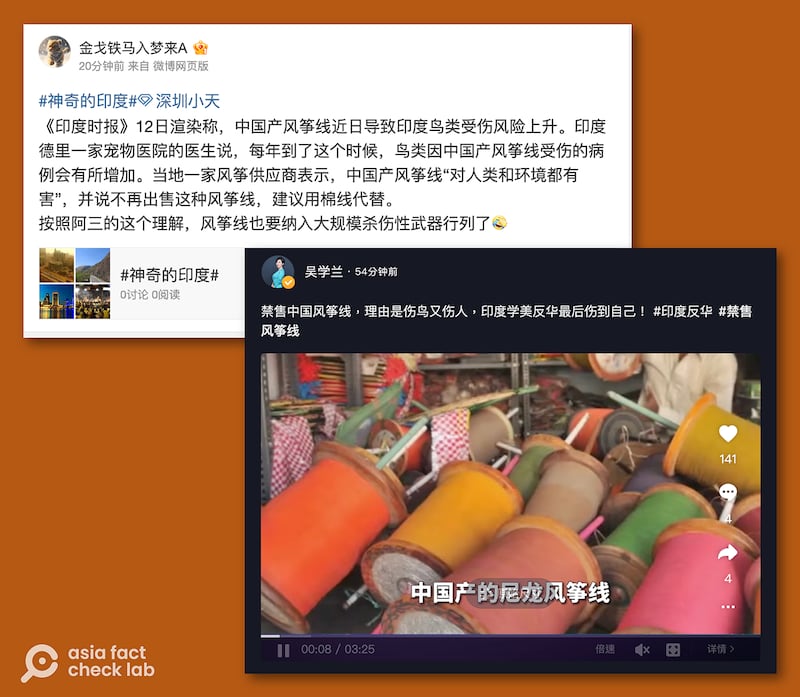 金戈铁马入梦来A
20分钟前 来自 微博网页版
#神奇的印度# 深圳小天
《印度时报》12日渲染称，中国产风筝线近日导致印度鸟类受伤风险上升。印度
德里一家宠物医院的医生说，每年到了这个时候，鸟类因中国产风筝线受伤的病
例会有所增加。当地一家风筝供应商表示，中国产风筝线“对人类和环境都有
害”，并说不再出售这种风筝线，建议用棉线代替。
按照阿三的这个理解，风筝线也要纳入大规模杀伤性武器行列了
#神奇的印度#
0讨论 0阅读
吴学兰 · 54分钟前
禁售中国风筝线，理由是伤鸟又伤人，印度学美反华最后伤到自己！ #印度反华 #禁售
风筝线
141
4
4
中国产的尼龙风筝线
00:08 / 03:25
倍速
详情
asia fact
check lab